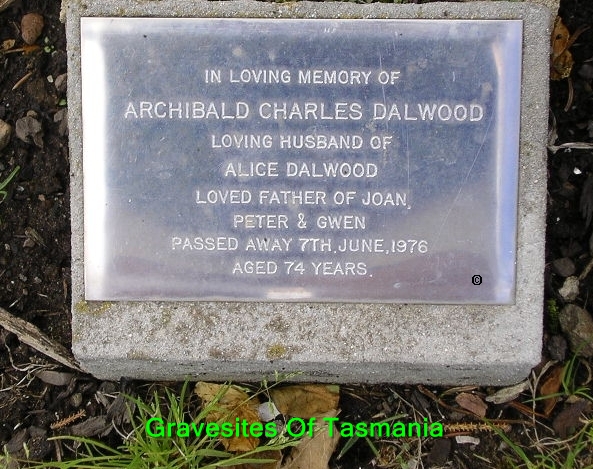 IN LOVING MEMORY OF
ARCHIBALD CHARLES DALWOOD
LOVING HUSBAND OF
ALICE DALWOOD
LOVED FATHER OF JOAN,
PETER & GWEN
PASSED AWAY 7TH JUNE, 1976
AGED 74 YEARS.
©
Gravesites Of Tasmania